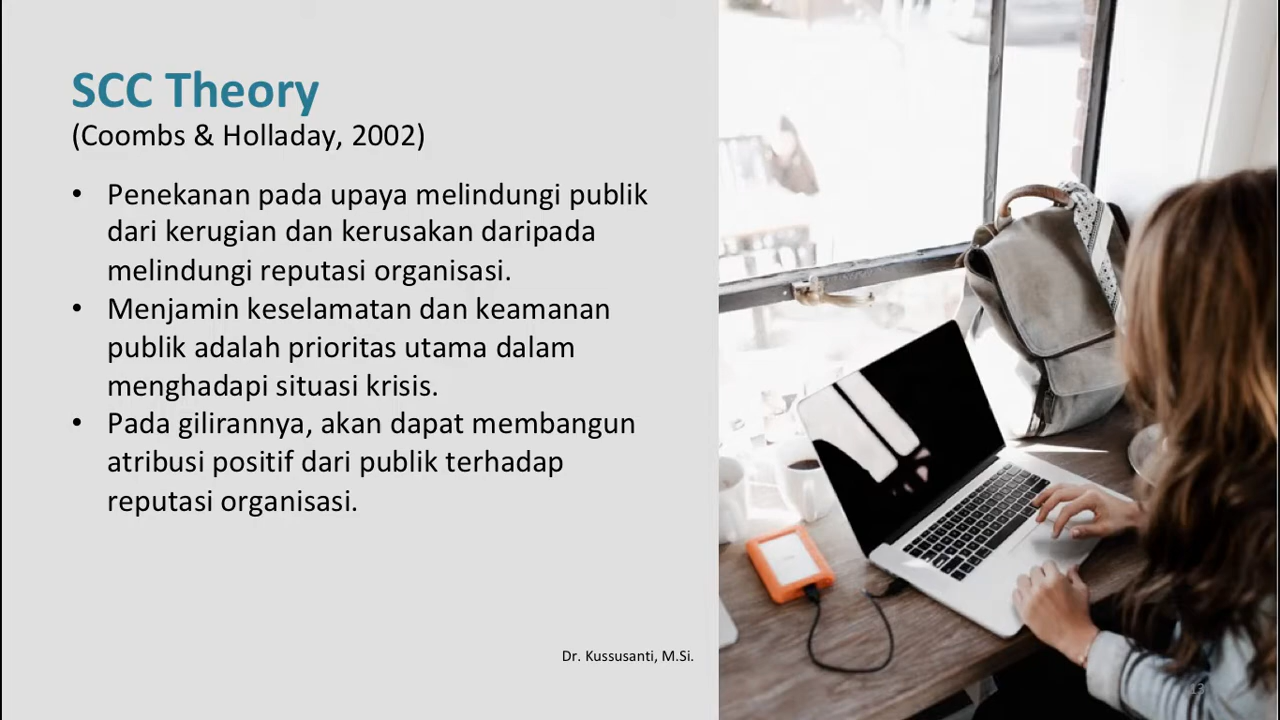 SCC Theory
(Coombs & Holladay, 2002)
• Penekanan pada upaya melindungi publik
dari kerugian dan kerusakan daripada
melindungi reputasi organisasi.
• Menjamin keselamatan dan keamanan
publik adalah prioritas utama dalam
menghadapi situasi krisis.
• Pada gilirannya, akan dapat membangun
atribusi positif dari publik terhadap
reputasi organisasi.
Dr. Kussusanti, M.Si.
13